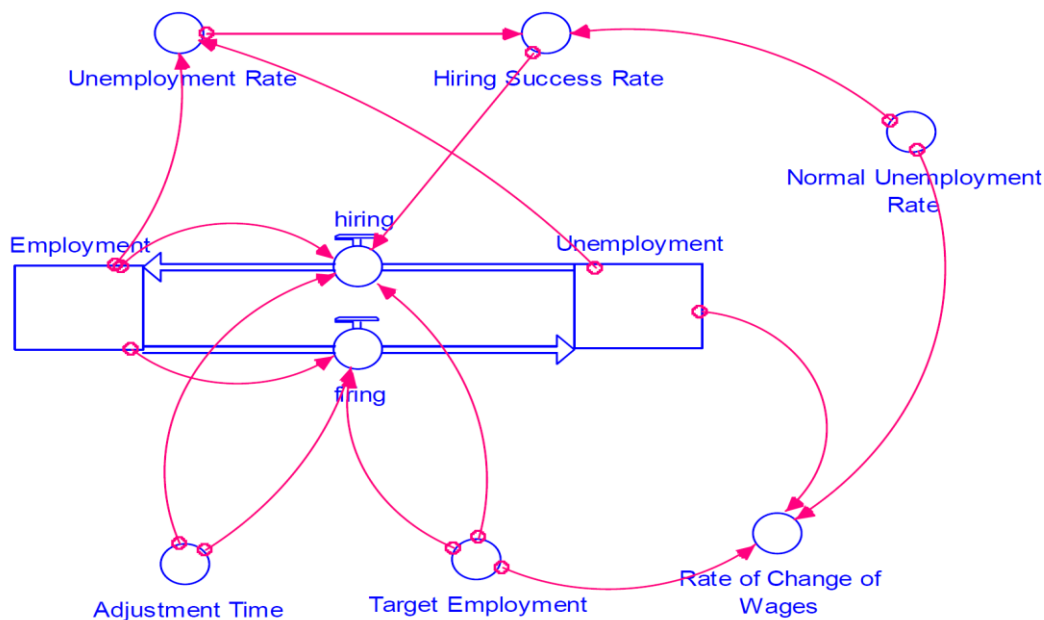 Unemployment Rate
Hiring Success Rate
Normal Unemployment
Rate
hiring
Employment
Unemployment
firing
Adjustment Time
Target Employment
Rate of Change of
Wages